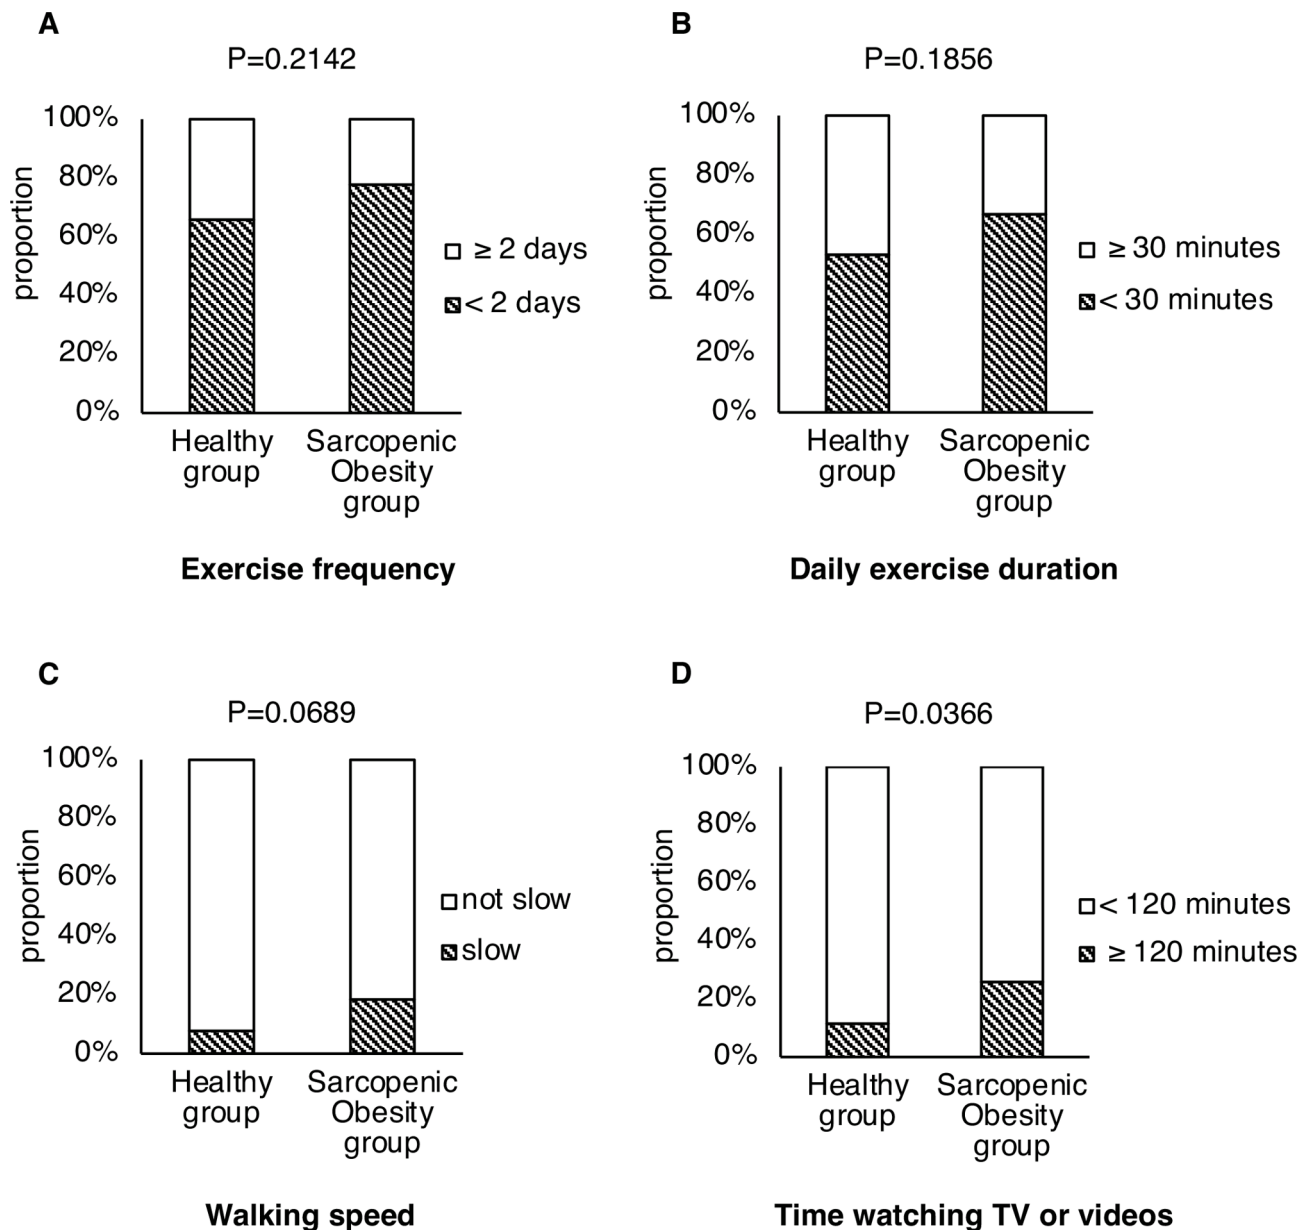 A
P=0.2142
100%
80%
60%
40%
20%
0%
proportion
≥ 2 days
< 2 days
Healthy group
Sarcopenic Obesity group
Exercise frequency
B
P=0.1856
100%
80%
60%
40%
20%
0%
proportion
≥ 30 minutes
< 30 minutes
Healthy group
Sarcopenic Obesity group
Daily exercise duration
C
P=0.0689
100%
80%
60%
40%
20%
0%
proportion
not slow
slow
Healthy group
Sarcopenic Obesity group
Walking speed
D
P=0.0366
100%
80%
60%
40%
20%
0%
proportion
< 120 minutes
≥ 120 minutes
Healthy group
Sarcopenic Obesity group
Time watching TV or videos